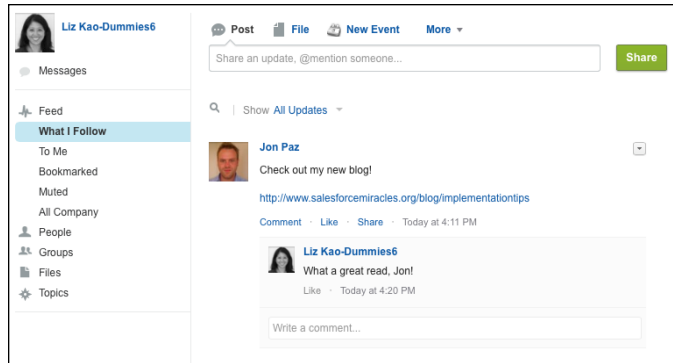 Liz Kao-Dummies6
Messages
Feed
What I Follow
To Me
Bookmarked
Muted
All Company
People
Groups
Files
Topics
Post File New Event More
Share an update, @mention someone...
Share
Show All Updates
Jon Paz
Check out my new blog!
http://www.salesforcemiracles.org/blog/implementationtips
Comment · Like · Share · Today at 4:11 PM
Liz Kao-Dummies6
What a great read, Jon!
Like · Today at 4:20 PM
Write a comment...